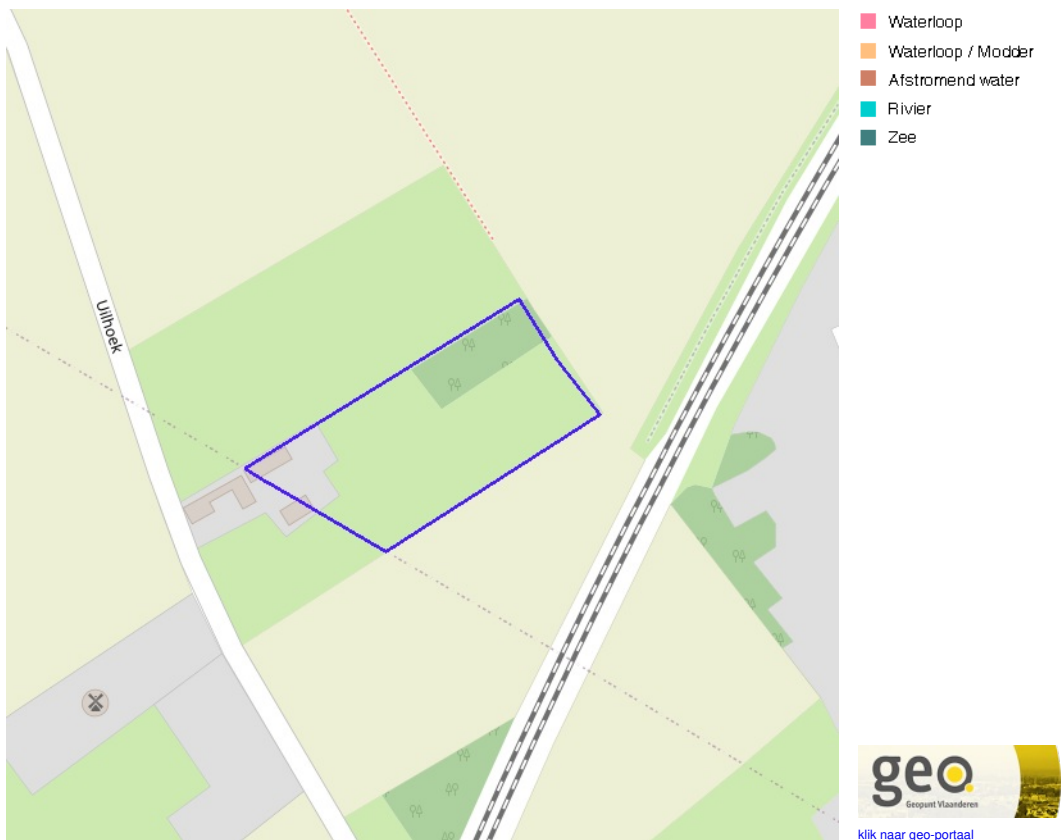 Waterloop
Waterloop / Modder
Afstromend water
Rivier
Zee
Uilhoek
geo.
Geopunt Vlaanderen
klik naar geo-portaal